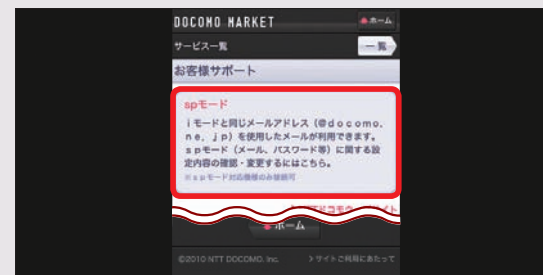 DOCOMO MARKET
ホーム
サービス一覧
一覧
お客様サポート
spモード
iモードと同じメールアドレス(@docomo.
ne.jp)を使用したメールが利用できます。
spモード(メール、パスワード等)に関する設
定内容の確認・変更するにはこちら。
※spモード対応機種のみ接続可
ホーム
©2010 NTT DOCOMO, Inc.
>サイトご利用にあたって